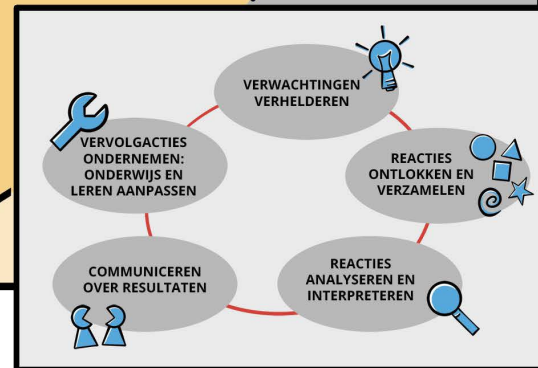 VERWACHTINGEN
VERHELDEREN
REACTIES
ONTLOKKEN EN
VERZAMELEN
REACTIES
ANALYSEREN EN
INTERPRETEREN
COMMUNICEREN
OVER RESULTATEN
VERVOLGACTIES
ONDERNEMEN:
ONDERWIJS EN
LEREN AANPASSEN